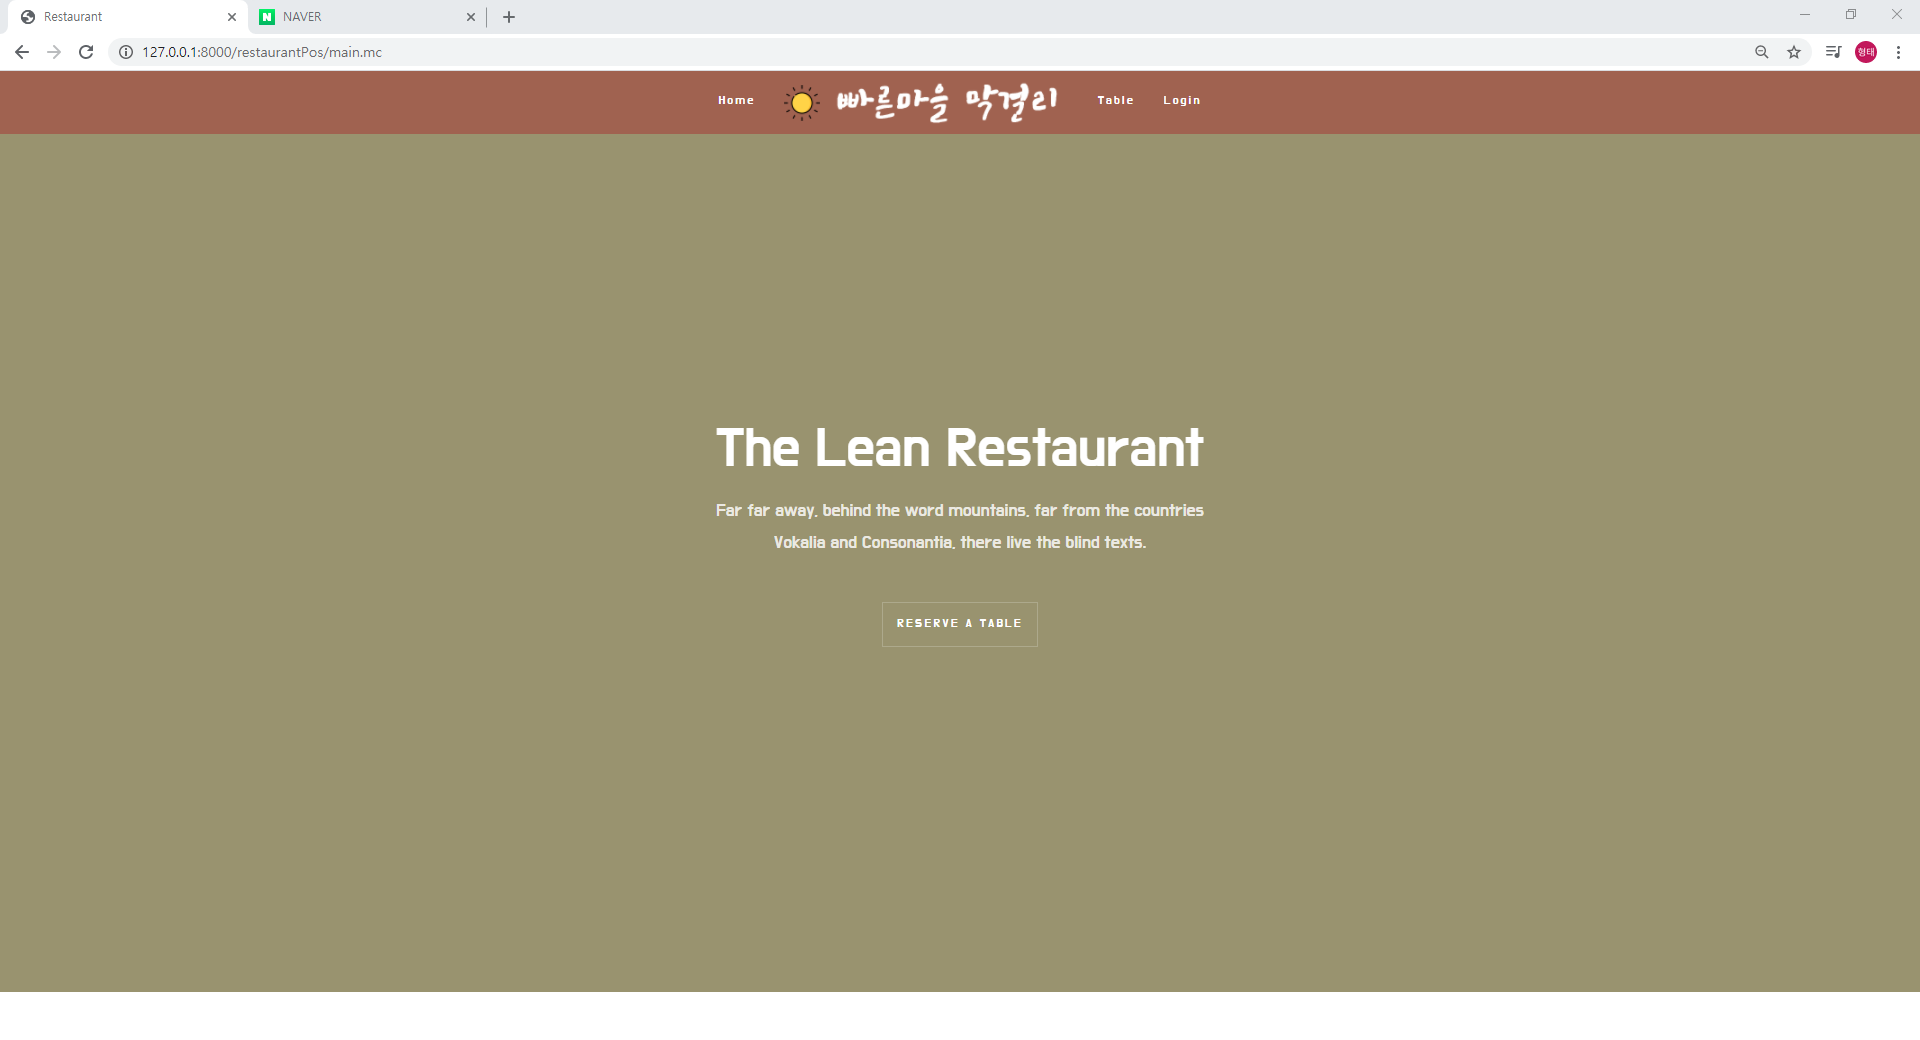 Restaurant
NAVER
127.0.0.1:8000/restaurantPos/main.mc
형태
Home
빠른마을 막걸리
Table
Login
The Lean Restaurant
Far far away, behind the word mountains, far from the countries
Vokalia and Consonantia, there live the blind texts.
RESERVE A TABLE